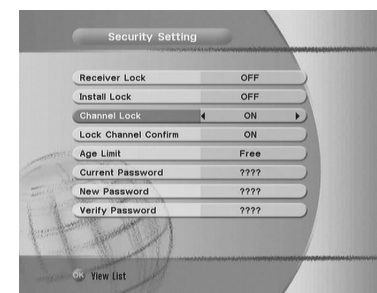 Security Setting
Receiver Lock OFF
Install Lock OFF
Channel Lock ON
Lock Channel Confirm ON
Age Limit Free
Current Password ????
New Password ????
Verify Password ????
OK View List